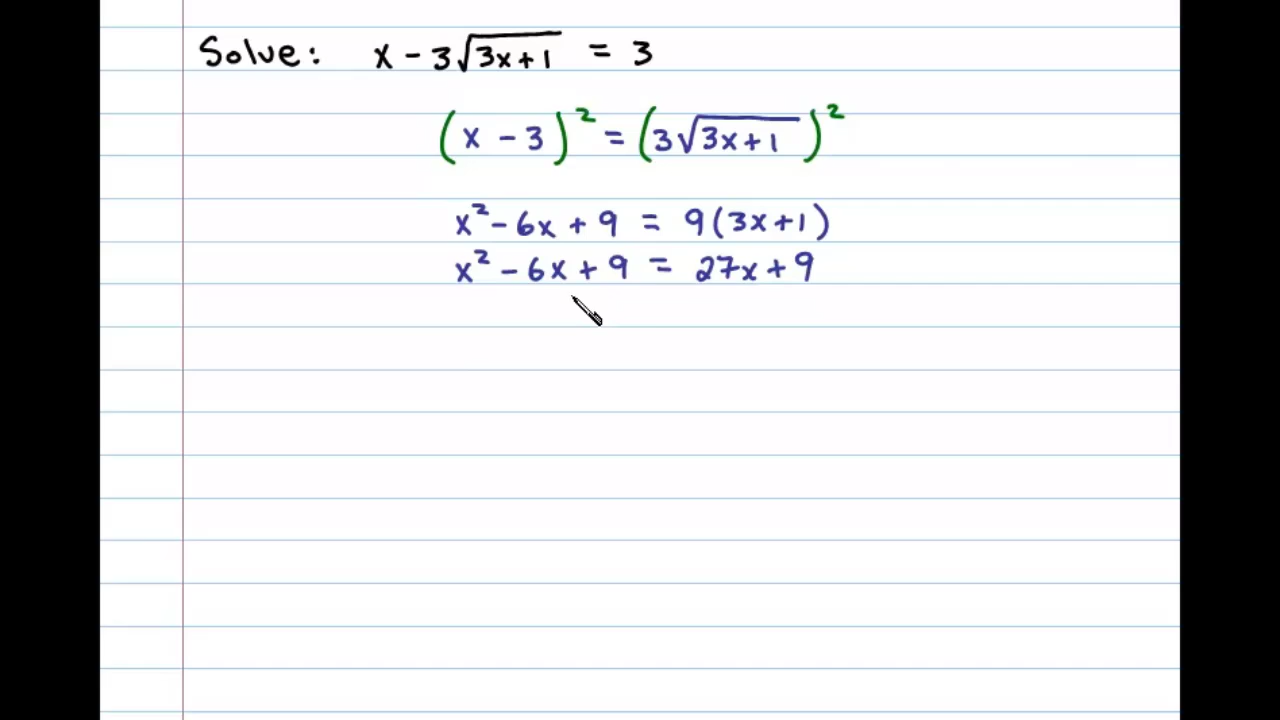 Solve: x - 3√(3x+1) = 3
(x - 3)² = (3√(3x+1))²
x² - 6x + 9 = 9(3x+1)
x² - 6x + 9 = 27x + 9